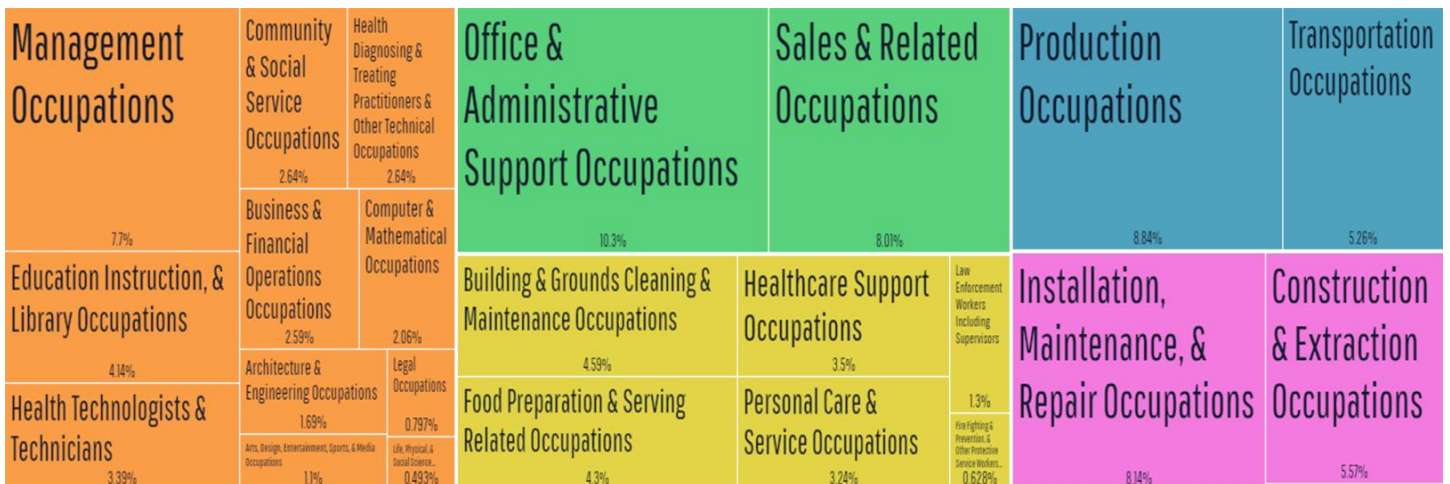 Management
Occupations
7.7%
Education Instruction, &
Library Occupations
4.14%
Health Technologists &
Technicians
3.39%
Community
& Social
Service
Occupations
2.64%
Health
Diagnosing &
Treating
Practitioners &
Other Technical
Occupations
2.64%
Business &
Financial
Operations
Occupations
2.59%
Computer &
Mathematical
Occupations
2.06%
Architecture &
Engineering Occupations
1.69%
Legal
Occupations
0.797%
Arts, Design, Entertainment, Sports, & Media
Occupations
1.1%
Life, Physical, &
Social Science...
0.493%
Office &
Administrative
Support Occupations
10.3%
Sales & Related
Occupations
8.01%
Building & Grounds Cleaning &
Maintenance Occupations
4.59%
Healthcare Support
Occupations
3.5%
Law
Enforcement
Workers
Including
Supervisors
1.3%
Food Preparation & Serving
Related Occupations
4.3%
Personal Care &
Service Occupations
3.24%
Fire Fighting &
Prevention, &
Other Protective
Service Workers...
0.628%
Production
Occupations
8.84%
Transportation
Occupations
5.26%
Installation,
Maintenance, &
Repair Occupations
8.14%
Construction
& Extraction
Occupations
5.57%